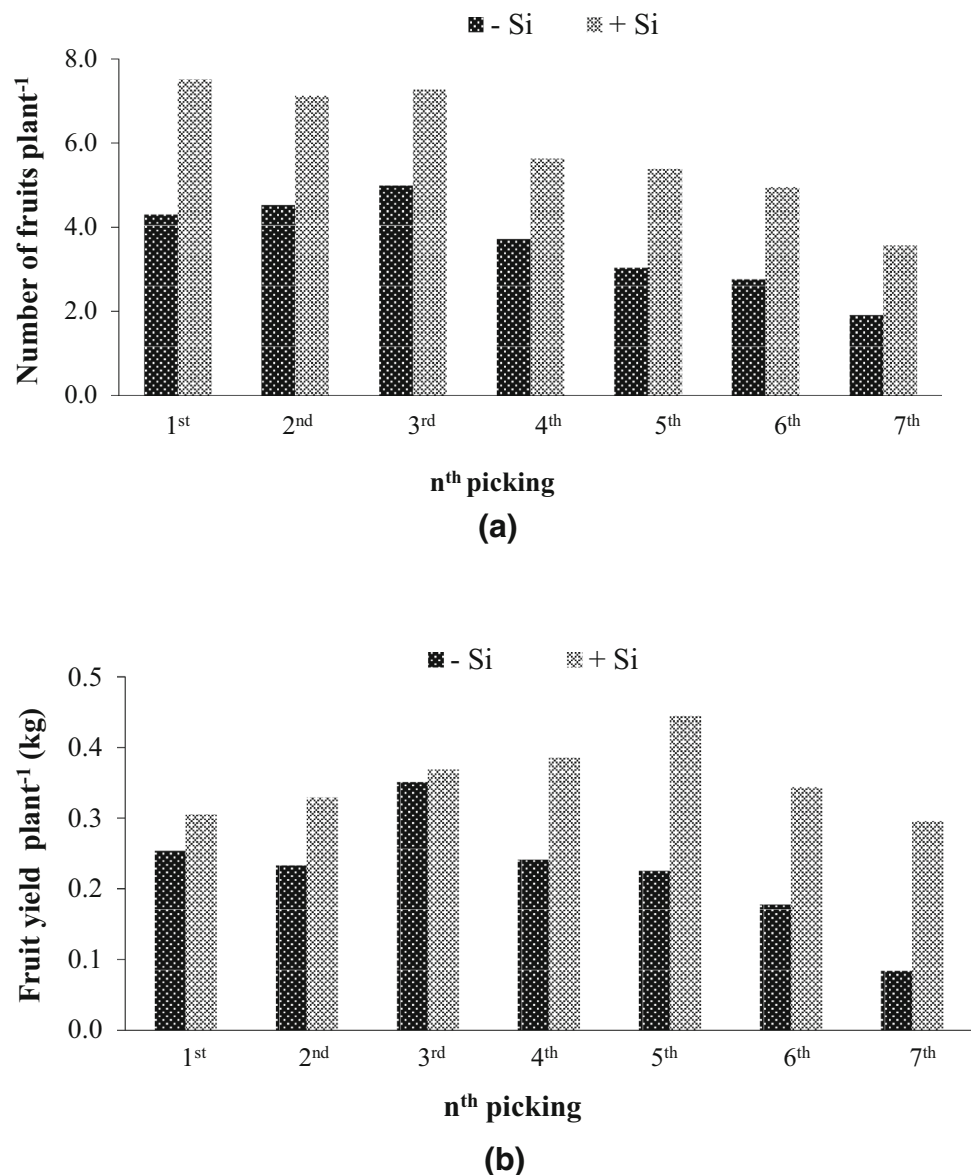 - Si + Si
8.0
6.0
4.0
2.0
0.0
Number of fruits plant⁻¹
1ˢᵗ 2ⁿᵈ 3ʳᵈ 4ᵗʰ 5ᵗʰ 6ᵗʰ 7ᵗʰ
nᵗʰ picking
(a)
- Si + Si
0.5
0.4
0.3
0.2
0.1
0.0
Fruit yield plant⁻¹ (kg)
1ˢᵗ 2ⁿᵈ 3ʳᵈ 4ᵗʰ 5ᵗʰ 6ᵗʰ 7ᵗʰ
nᵗʰ picking
(b)